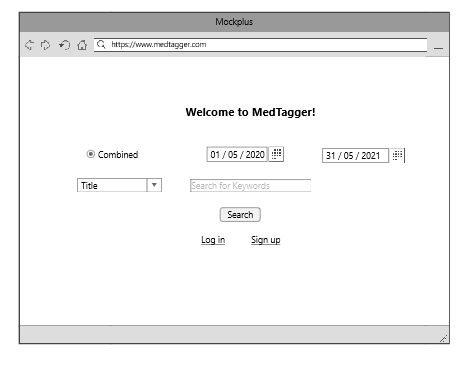 Mockplus
https://www.medtagger.com
Welcome to MedTagger!
Combined 01 / 05 / 2020 31 / 05 / 2021
Title Search for Keywords
Search
Log in Sign up